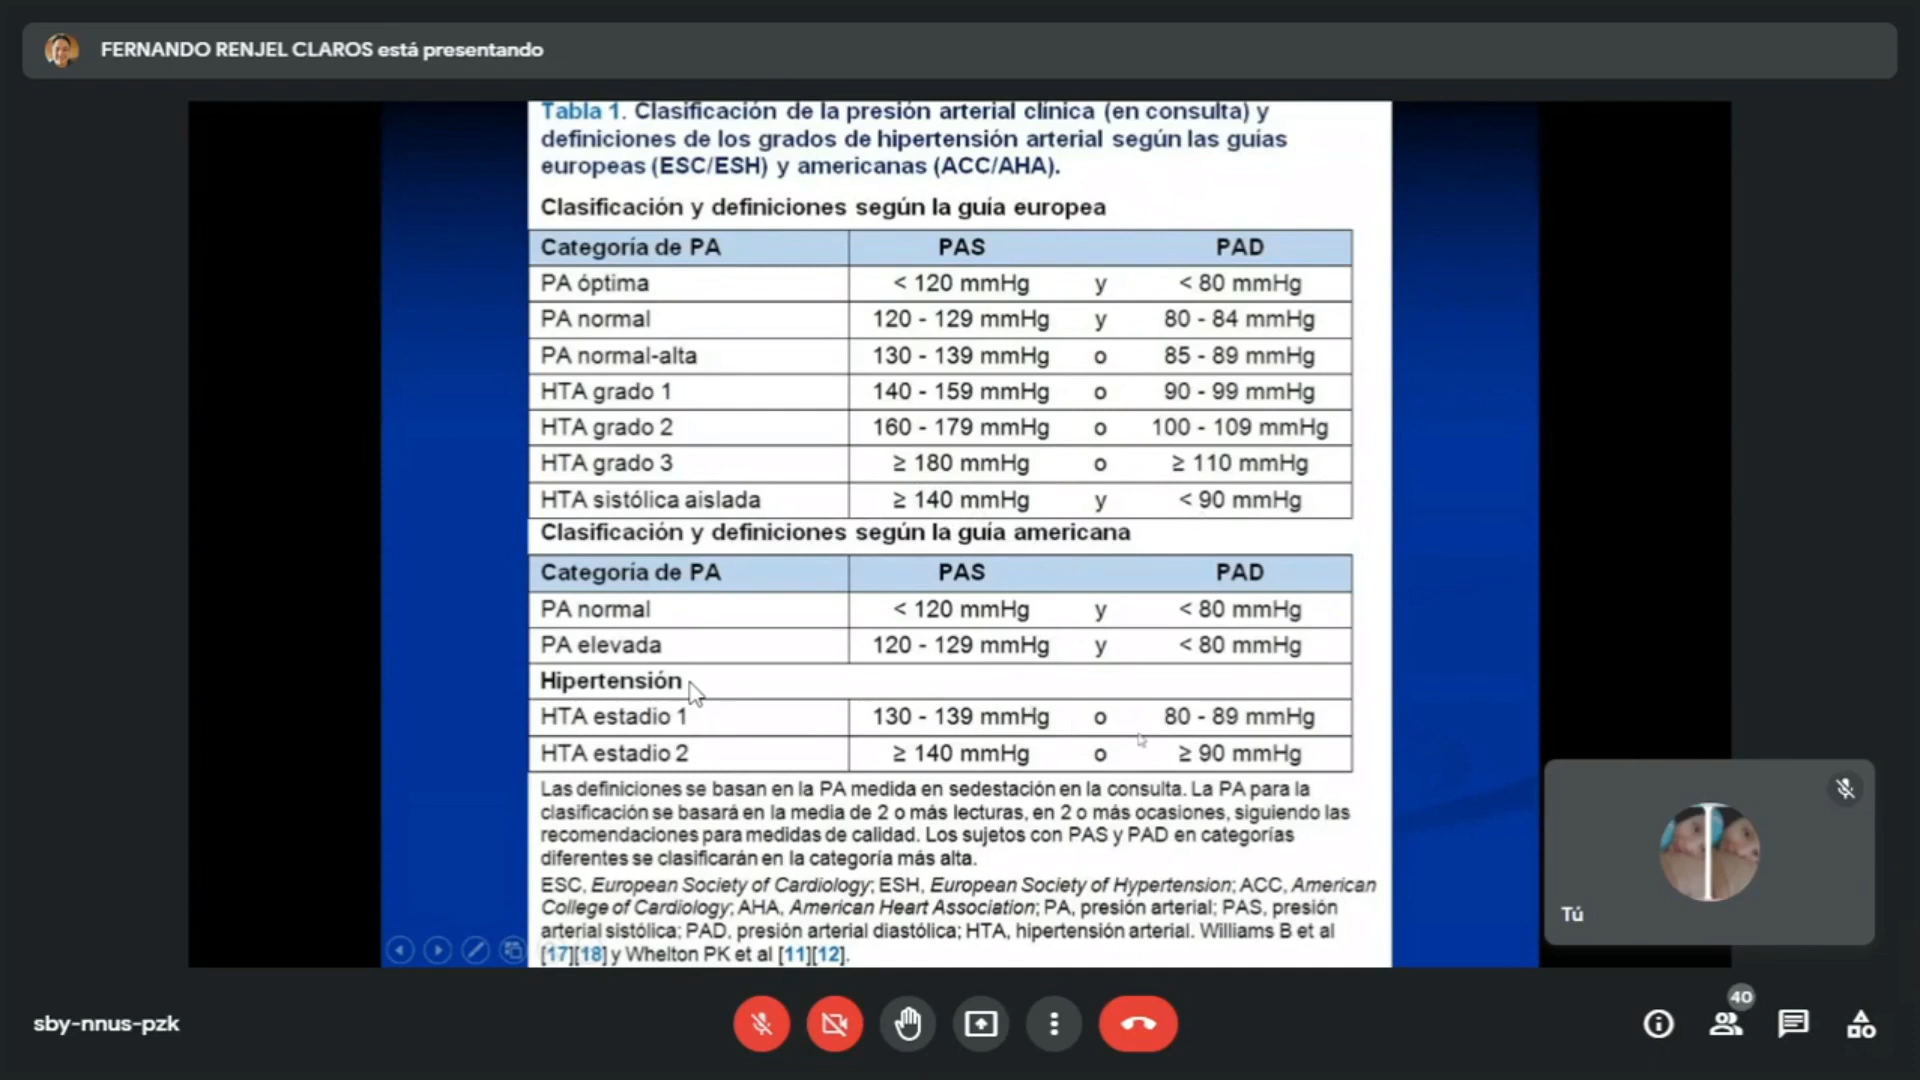 FERNANDO RENJEL CLAROS está presentando
Tabla 1. Clasificación de la presión arterial clínica (en consulta) y
definiciones de los grados de hipertensión arterial según las guías
europeas (ESC/ESH) y americanas (ACC/AHA).
Clasificación y definiciones según la guía europea
Categoría de PA PAS PAD
PA óptima < 120 mmHg y < 80 mmHg
PA normal 120 - 129 mmHg y 80 - 84 mmHg
PA normal-alta 130 - 139 mmHg o 85 - 89 mmHg
HTA grado 1 140 - 159 mmHg o 90 - 99 mmHg
HTA grado 2 160 - 179 mmHg o 100 - 109 mmHg
HTA grado 3 ≥ 180 mmHg o ≥ 110 mmHg
HTA sistólica aislada ≥ 140 mmHg y < 90 mmHg
Clasificación y definiciones según la guía americana
Categoría de PA PAS PAD
PA normal < 120 mmHg y < 80 mmHg
PA elevada 120 - 129 mmHg y < 80 mmHg
Hipertensión
HTA estadio 1 130 - 139 mmHg o 80 - 89 mmHg
HTA estadio 2 ≥ 140 mmHg o ≥ 90 mmHg
Las definiciones se basan en la PA medida en sedestación en la consulta. La PA para la
clasificación se basará en la media de 2 o más lecturas, en 2 o más ocasiones, siguiendo las
recomendaciones para medidas de calidad. Los sujetos con PAS y PAD en categorías
diferentes se clasificarán en la categoría más alta.
ESC, European Society of Cardiology; ESH, European Society of Hypertension; ACC, American
College of Cardiology; AHA, American Heart Association; PA, presión arterial; PAS, presión
arterial sistólica; PAD, presión arterial diastólica; HTA, hipertensión arterial. Williams B et al
[17][18] y Whelton PK et al [11][12].
Tú
sby-nnus-pzk
40